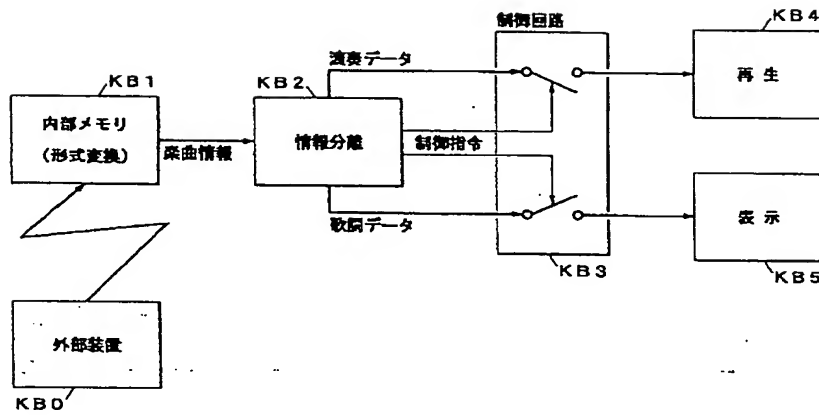 制御回路
KB4
演奏データ
KB1
KB2
再生
内部メモリ
(形式変換)
楽曲情報
情報分離
制御指令
歌詞データ
KB3
表示
KB5
外部装置
KB0